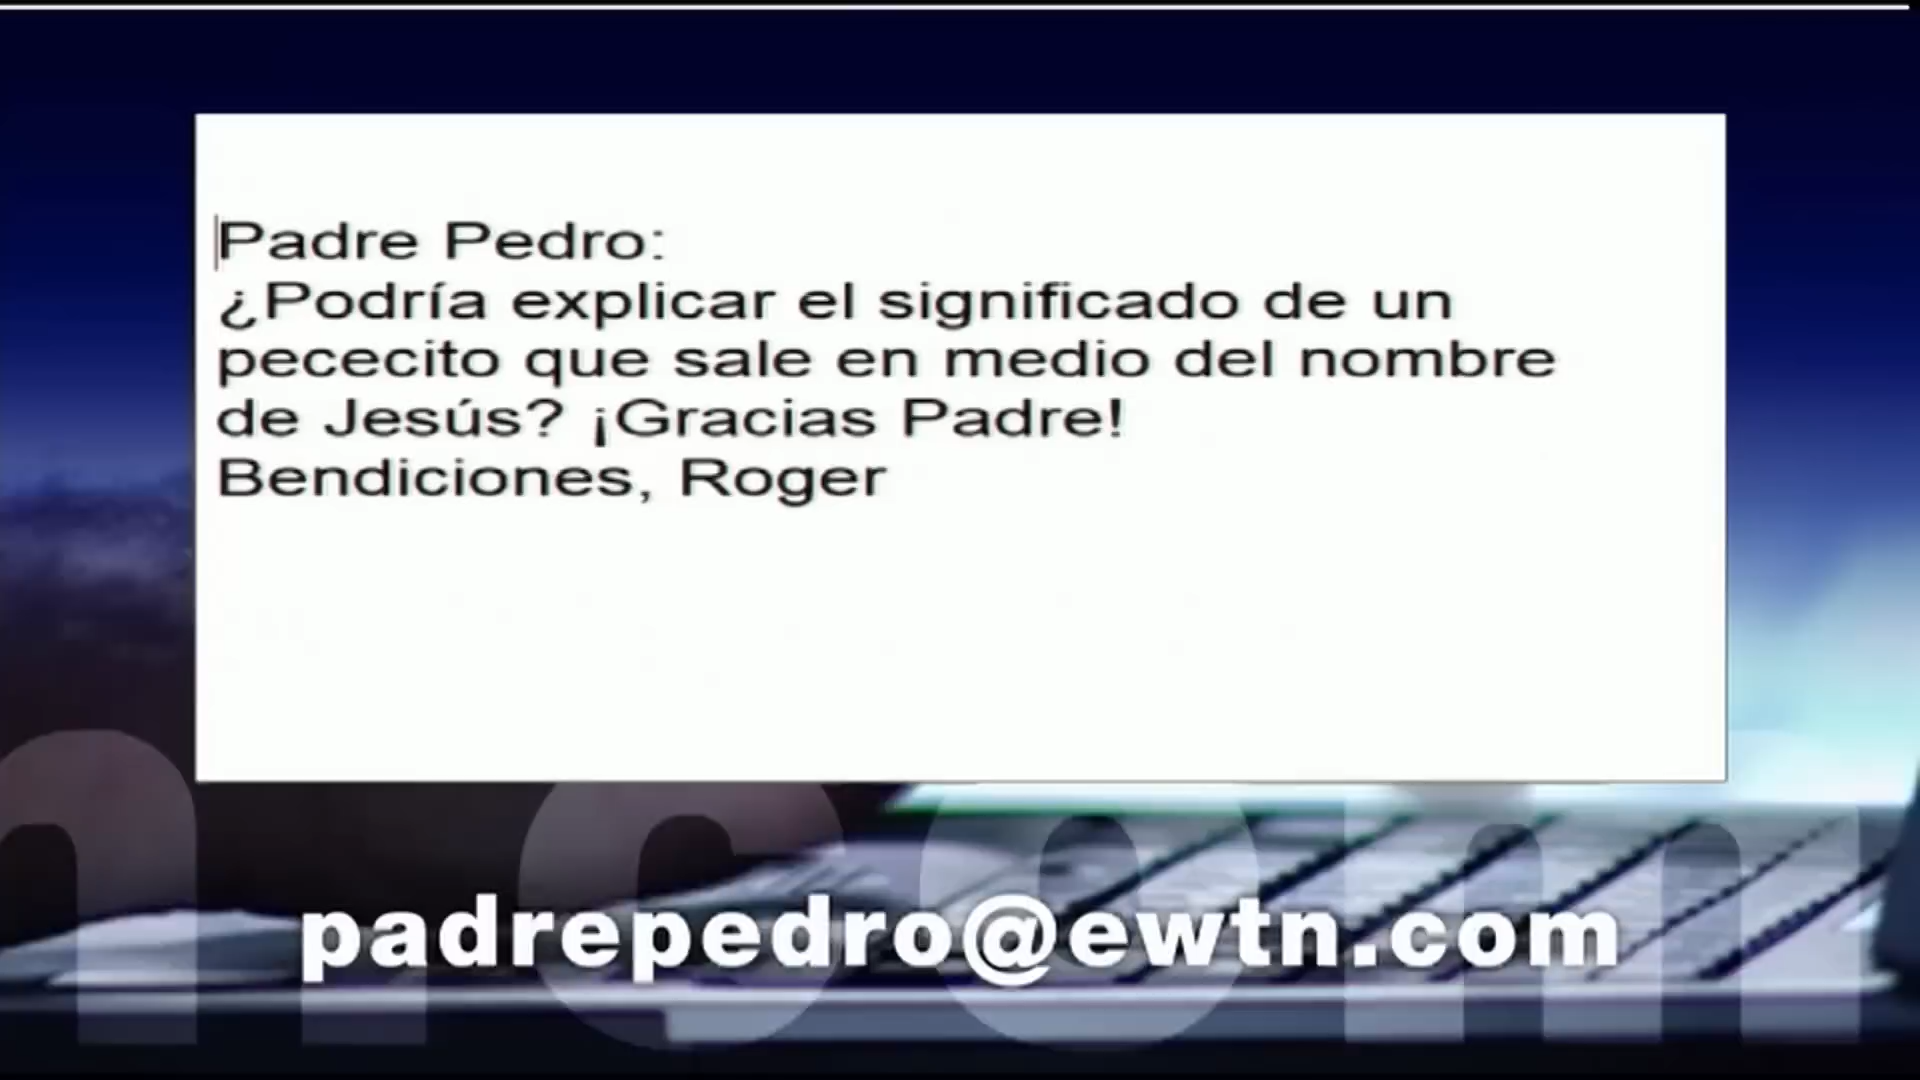 Padre Pedro:
¿Podría explicar el significado de un
pececito que sale en medio del nombre
de Jesús? ¡Gracias Padre!
Bendiciones, Roger
n.com
padrepedro@ewtn.com